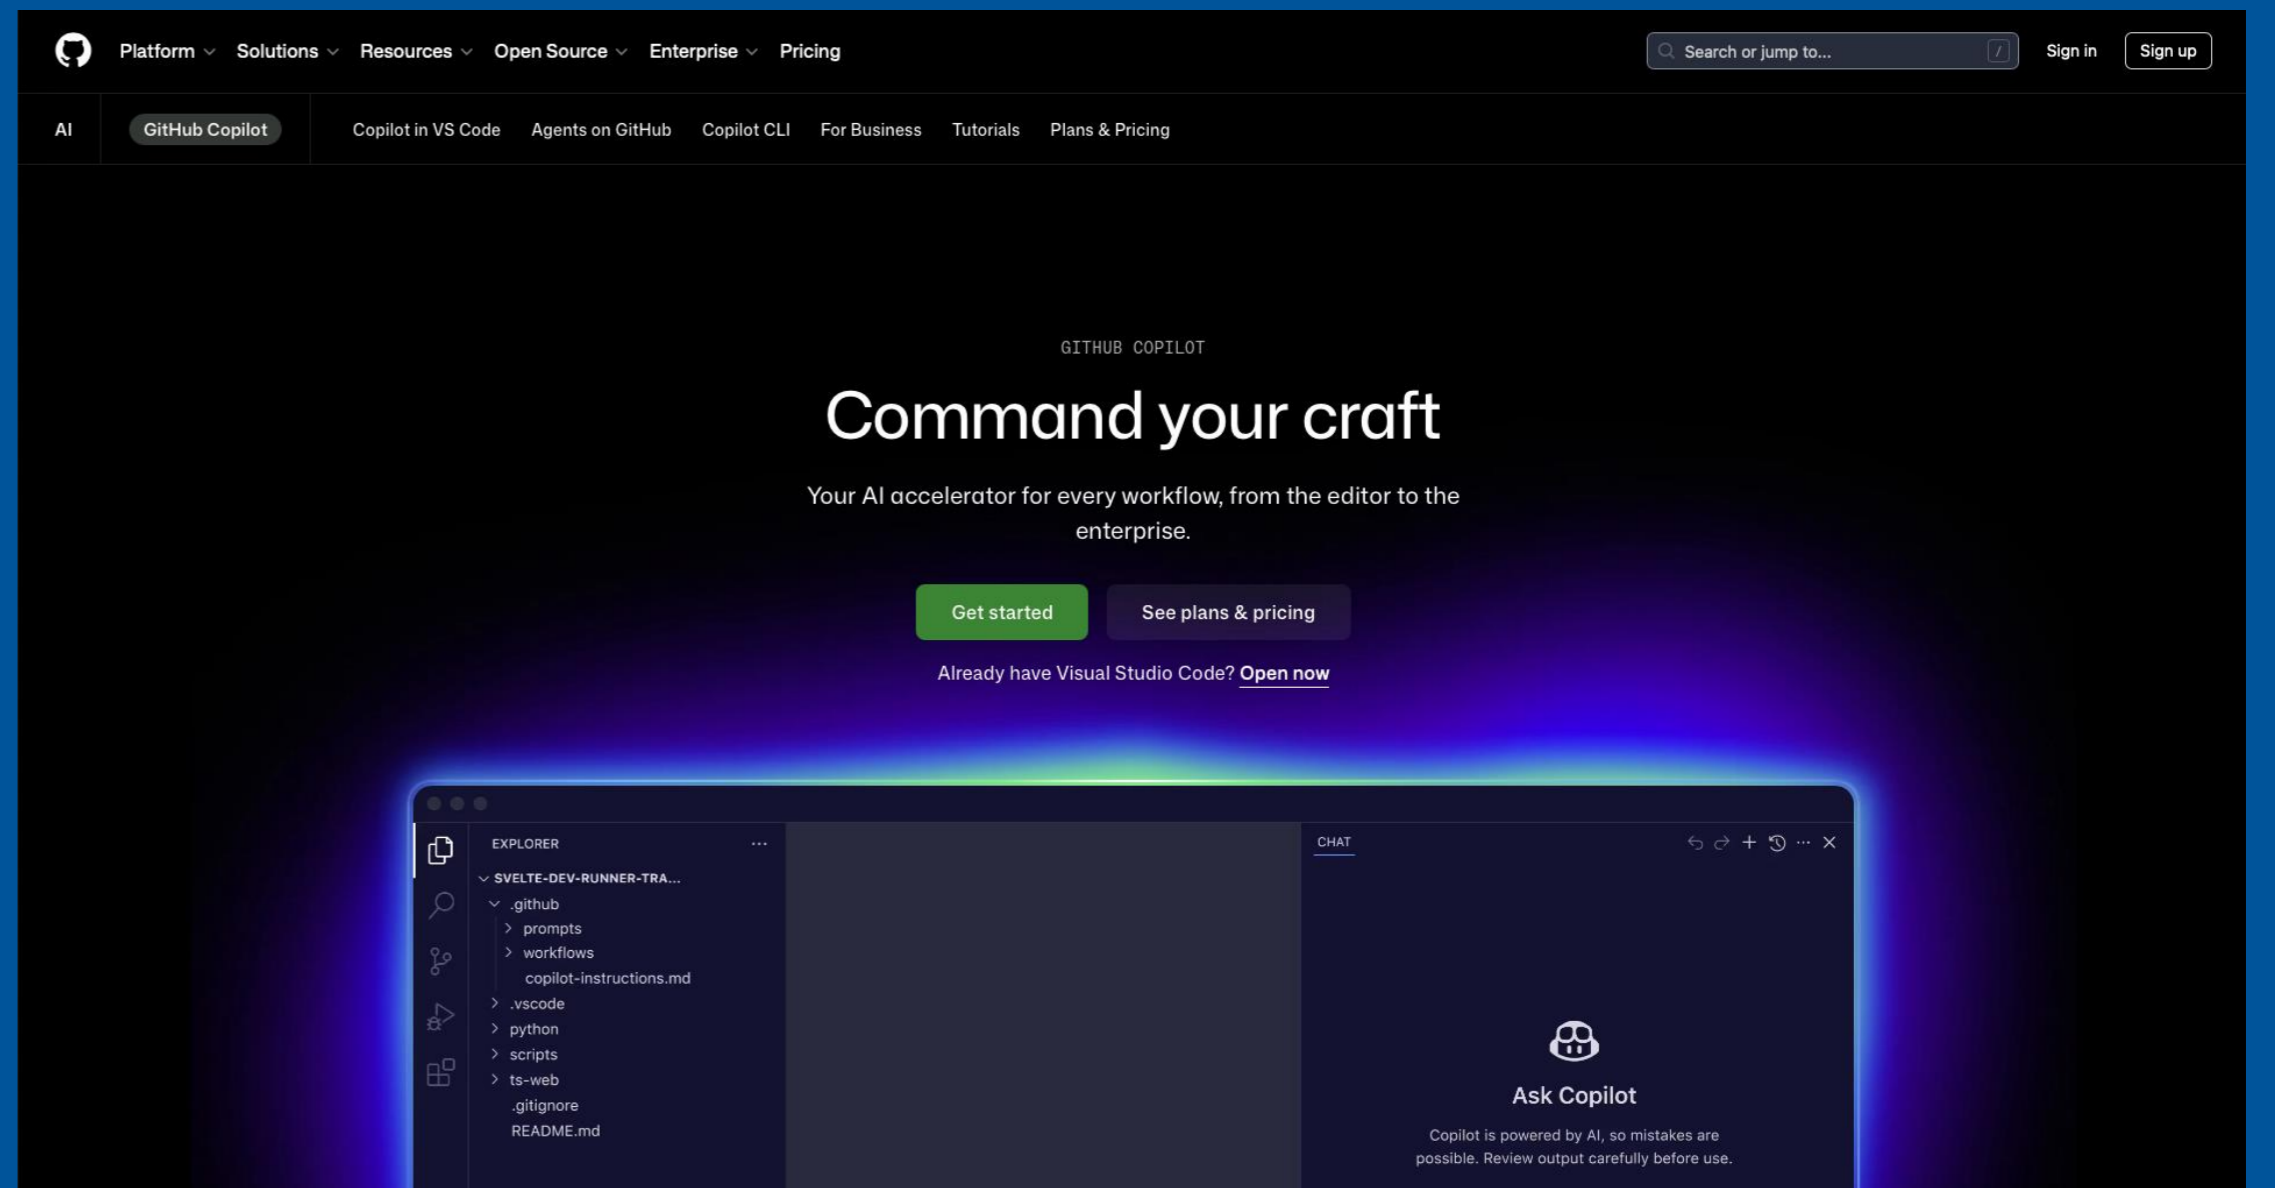 Platform Solutions Resources Open Source Enterprise Pricing Search or jump to... / Sign in Sign up
AI GitHub Copilot Copilot in VS Code Agents on GitHub Copilot CLI For Business Tutorials Plans & Pricing
GITHUB COPILOT
Command your craft
Your AI accelerator for every workflow, from the editor to the
enterprise.
Get started See plans & pricing
Already have Visual Studio Code? Open now
EXPLORER ...
SVELTE-DEV-RUNNER-TRA...
.github
prompts
workflows
copilot-instructions.md
.vscode
python
scripts
ts-web
.gitignore
README.md
CHAT
Ask Copilot
Copilot is powered by AI, so mistakes are
possible. Review output carefully before use.